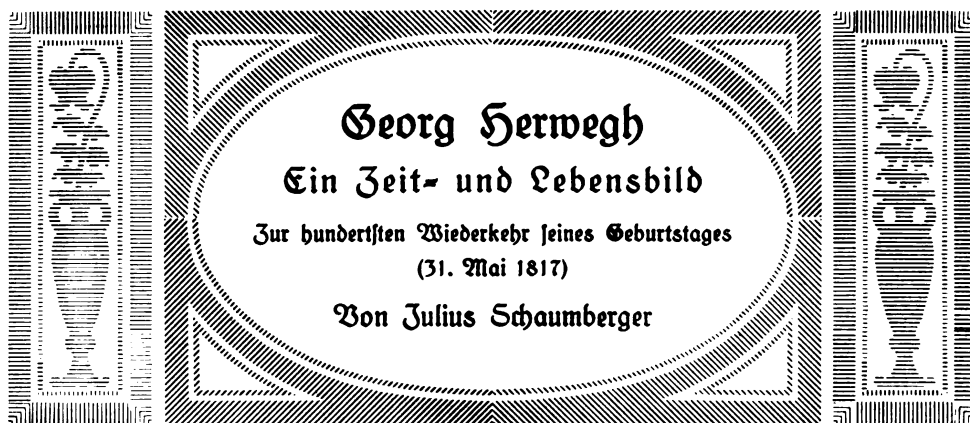 Georg Herwegh
Ein Zeit- und Lebensbild
Zur hundertſten Wiederkehr ſeines Geburtstages
(31. Mai 1817)
Von Julius Schaumberger